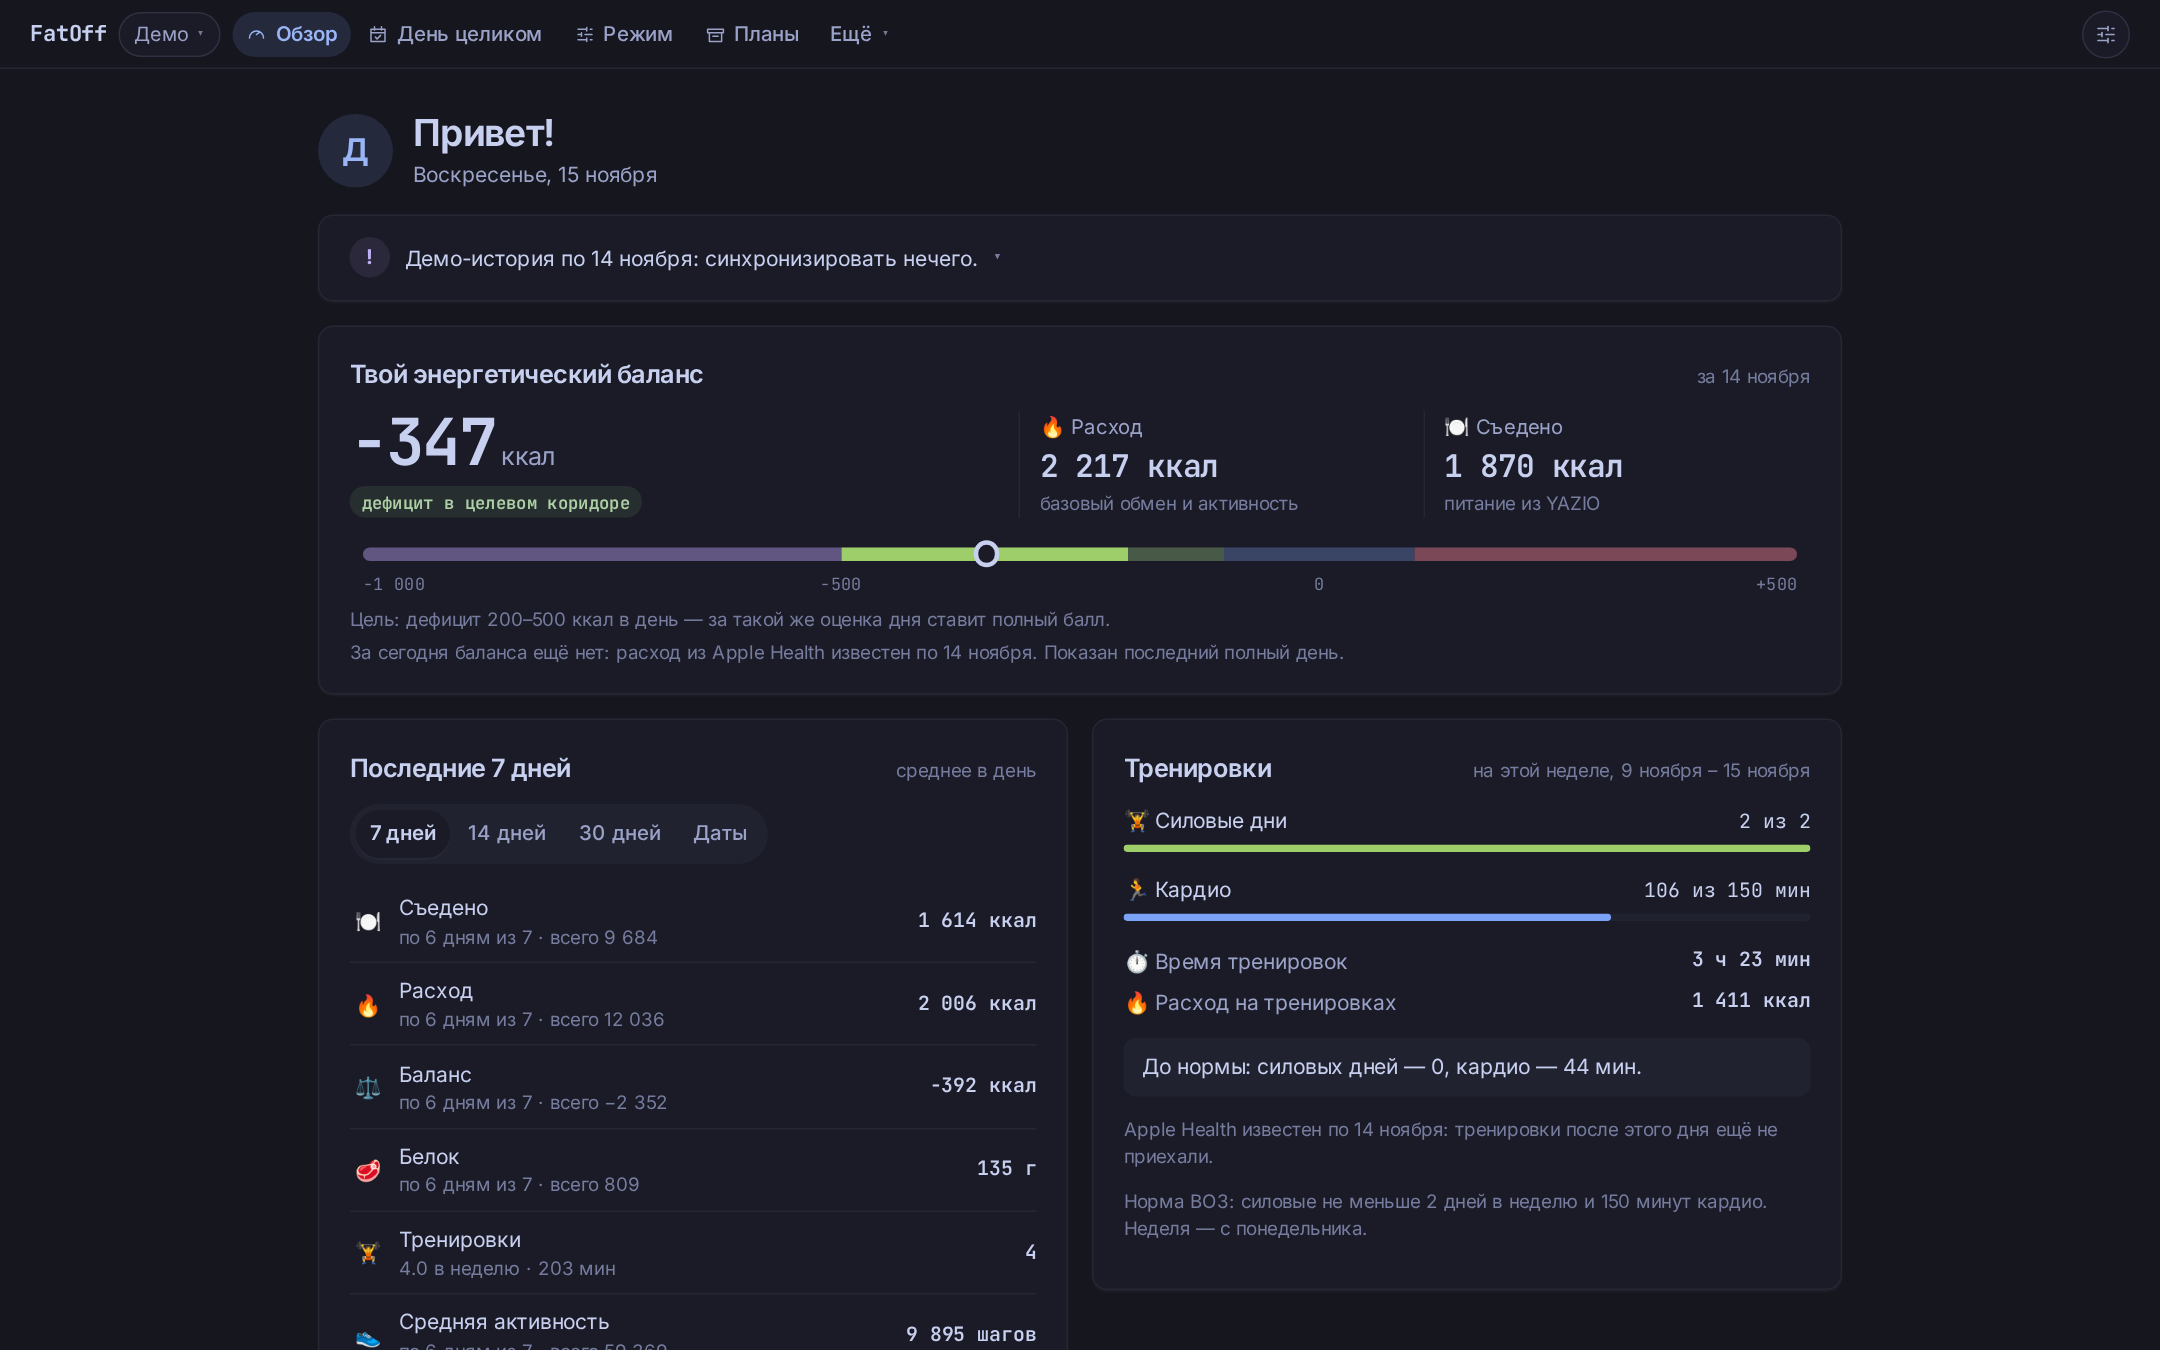 FatOff
Демо
Обзор
День целиком
Режим
Планы
Ещё
Д
Привет!
Воскресенье, 15 ноября
!
Демо-история по 14 ноября: синхронизировать нечего.
Твой энергетический баланс
за 14 ноября
-347 ккал
дефицит в целевом коридоре
Расход
2 217 ккал
базовый обмен и активность
Съедено
1 870 ккал
питание из YAZIO
-1 000
-500
0
+500
Цель: дефицит 200–500 ккал в день — за такой же оценка дня ставит полный балл.
За сегодня баланса ещё нет: расход из Apple Health известен по 14 ноября. Показан последний полный день.
Последние 7 дней
среднее в день
7 дней
14 дней
30 дней
Даты
Съедено
по 6 дням из 7 · всего 9 684
1 614 ккал
Расход
по 6 дням из 7 · всего 12 036
2 006 ккал
Баланс
по 6 дням из 7 · всего −2 352
-392 ккал
Белок
по 6 дням из 7 · всего 809
135 г
Тренировки
4.0 в неделю · 203 мин
4
Средняя активность
9 895 шагов
по 6 дням из 7 · всего 59 369
Тренировки
на этой неделе, 9 ноября – 15 ноября
Силовые дни
2 из 2
Кардио
106 из 150 мин
Время тренировок
3 ч 23 мин
Расход на тренировках
1 411 ккал
До нормы: силовых дней — 0, кардио — 44 мин.
Apple Health известен по 14 ноября: тренировки после этого дня ещё не
приехали.
Норма ВОЗ: силовые не меньше 2 дней в неделю и 150 минут кардио.
Неделя — с понедельника.